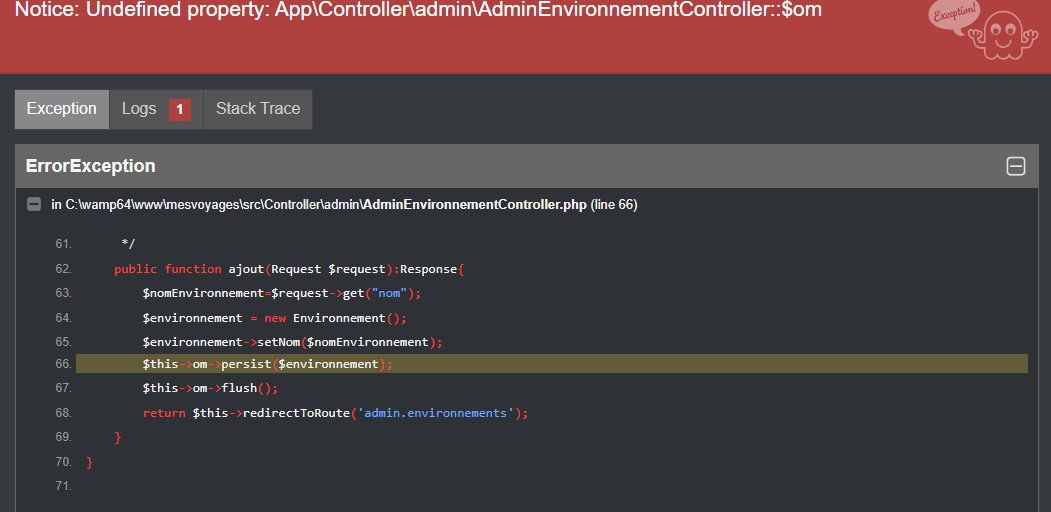 Notice: Undefined property: App\Controller\admin\AdminEnvironnementController::$om
Exception!
Exception Logs 1 Stack Trace
ErrorException
in C:\wamp64\www\mesvoyages\src\Controller\admin\AdminEnvironnementController.php (line 66)
61. */
62. public function ajout(Request $request):Response{
63. $nomEnvironnement=$request->get("nom");
64. $environnement = new Environnement();
65. $environnement->setNom($nomEnvironnement);
66. $this->om->persist($environnement);
67. $this->om->flush();
68. return $this->redirectToRoute('admin.environnements');
69. }
70. }
71.